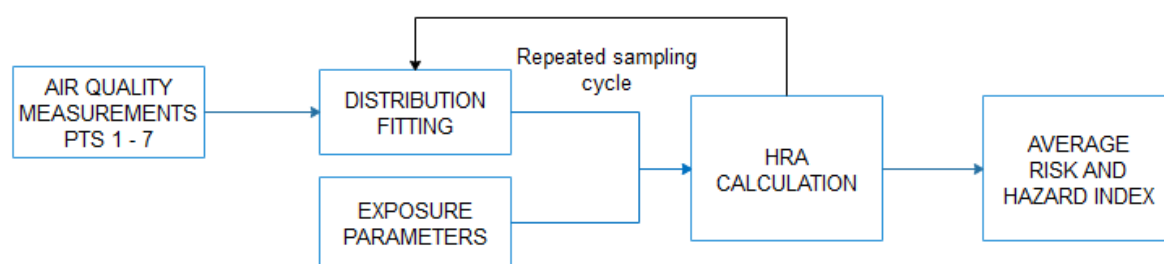 AIR QUALITY
MEASUREMENTS
PTS 1 - 7
DISTRIBUTION
FITTING
EXPOSURE
PARAMETERS
Repeated sampling
cycle
HRA
CALCULATION
AVERAGE
RISK AND
HAZARD INDEX